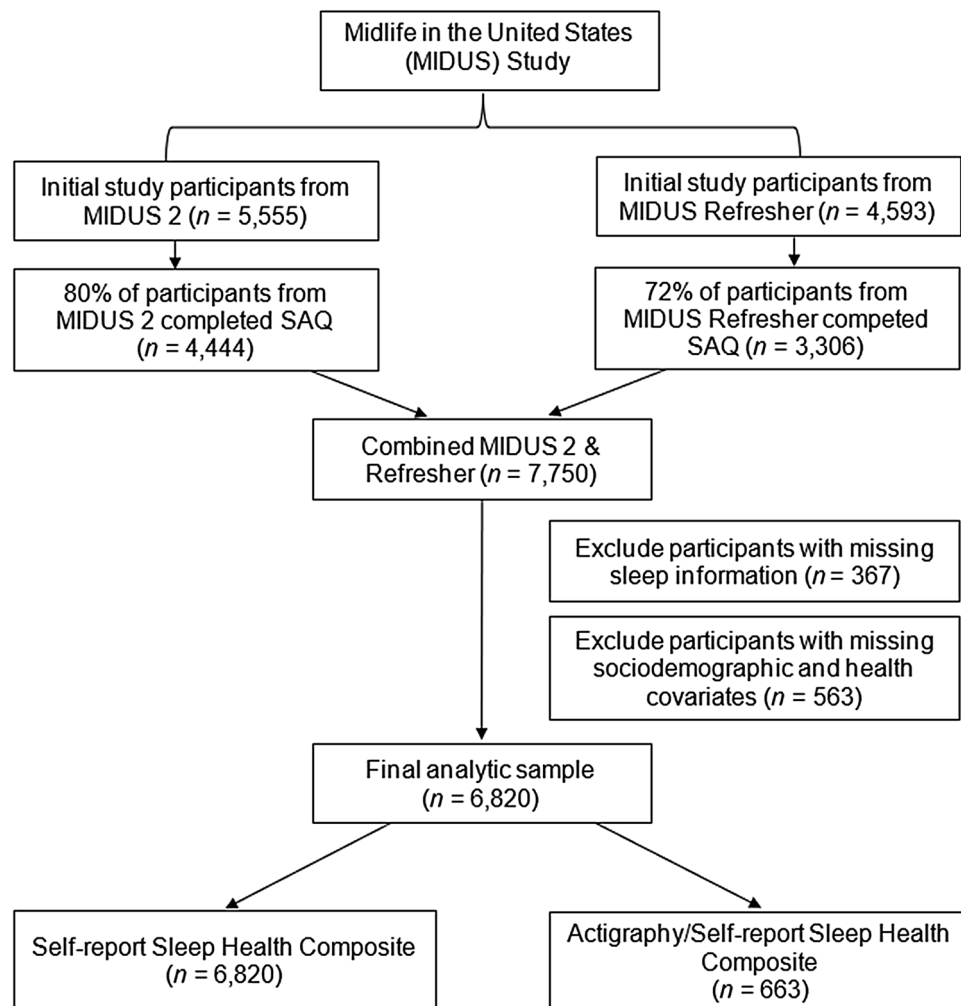 Midlife in the United States
(MIDUS) Study
Initial study participants from
MIDUS 2 (n = 5,555)
Initial study participants from
MIDUS Refresher (n = 4,593)
80% of participants from
MIDUS 2 completed SAQ
(n = 4,444)
72% of participants from
MIDUS Refresher competed
SAQ (n = 3,306)
Combined MIDUS 2 &
Refresher (n = 7,750)
Exclude participants with missing
sleep information (n = 367)
Exclude participants with missing
sociodemographic and health
covariates (n = 563)
Final analytic sample
(n = 6,820)
Self-report Sleep Health Composite
(n = 6,820)
Actigraphy/Self-report Sleep Health
Composite
(n = 663)